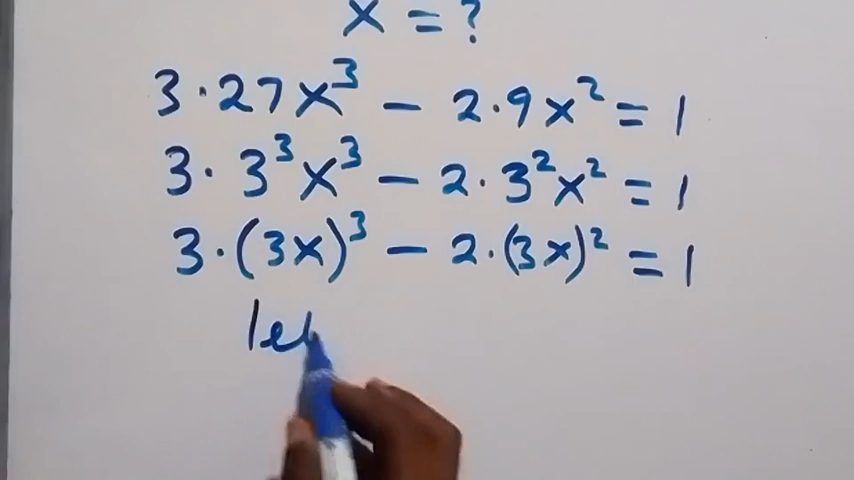 x = ?
3·27x³ - 2·9x² = 1
3·3³x³ - 2·3²x² = 1
3·(3x)³ - 2·(3x)² = 1
let